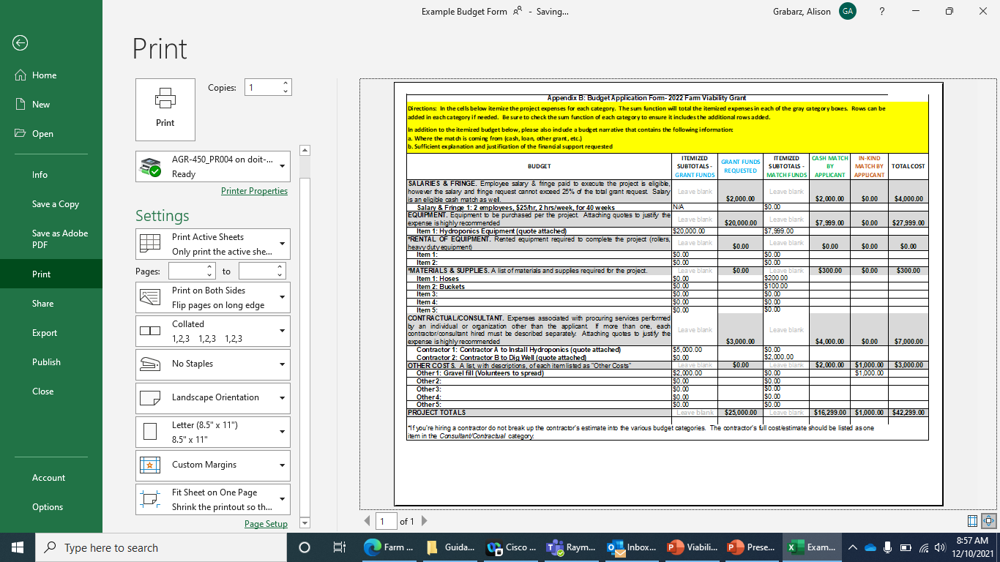 Example Budget Form - Saving...
Grabarz, Alison GA ?
Print
Home
New
Open
Info
Save a Copy
Save as Adobe
PDF
Print
Share
Export
Publish
Close
Account
Options
Print
Copies: 1
AGR-450_PR004 on doit-...
Ready
Printer Properties
Settings
Print Active Sheets
Only print the active she...
Pages: to
Print on Both Sides
Flip pages on long edge
Collated
1,2,3 1,2,3 1,2,3
No Staples
Landscape Orientation
Letter (8.5" x 11")
8.5" x 11"
Custom Margins
Fit Sheet on One Page
Shrink the printout so th...
Page Setup
Appendix B: Budget Application Form- 2022 Farm Viability Grant
Directions: In the cells below itemize the project expenses for each category. The sum function will total the itemized expenses in each of the gray category boxes. Rows can be
added in each category if needed. Be sure to check the sum function of each category to ensure it includes the additional rows added.
In addition to the itemized budget below, please also include a budget narrative that contains the following information:
a. Where the match is coming from (cash, loan, other grant, etc.)
b. Sufficient explanation and justification of the financial support requested
BUDGET
ITEMIZED
SUBTOTALS -
GRANT FUNDS
GRANT FUNDS
REQUESTED
ITEMIZED
SUBTOTALS -
MATCH FUNDS
CASH MATCH
BY
APPLICANT
IN-KIND
MATCH BY
APPLICANT
TOTAL COST
SALARIES & FRINGE. Employee salary & fringe paid to execute the project is eligible,
however the salary and fringe request cannot exceed 25% of the total grant request. Salary
is an eligible cash match as well.
Leave blank $2,000.00 Leave blank $2,000.00 $0.00 $4,000.00
Salary & Fringe 1: 2 employees, $25/hr, 2 hrs/week, for 40 weeks N/A $0.00
EQUIPMENT. Equipment to be purchased per the project. Attaching quotes to justify the
expense is highly recommended
Leave blank $20,000.00 Leave blank $7,999.00 $0.00 $27,999.00
Item 1: Hydroponics Equipment (quote attached) $20,000.00 $7,999.00
*RENTAL OF EQUIPMENT. Rented equipment required to complete the project (rollers,
heavy duty equipment)
Leave blank $0.00 Leave blank $0.00 $0.00 $0.00
Item 1: $0.00 $0.00
Item 2: $0.00 $0.00
*MATERIALS & SUPPLIES. A list of materials and supplies required for the project. Leave blank $0.00 Leave blank $300.00 $0.00 $300.00
Item 1: Hoses $0.00 $200.00
Item 2: Buckets $0.00 $100.00
Item 3: $0.00 $0.00
Item 4: $0.00 $0.00
Item 5: $0.00 $0.00
CONTRACTUAL/CONSULTANT. Expenses associated with procuring services performed
by an individual or organization other than the applicant. If more than one, each
contractor/consultant hired must be described separately. Attaching quotes to justify the
expense is highly recommended
Leave blank $3,000.00 Leave blank $4,000.00 $0.00 $7,000.00
Contractor 1: Contractor A to Install Hydroponics (quote attached) $5,000.00 $0.00
Contractor 2: Contractor B to Dig Well (quote attached) $0.00 $2,000.00
OTHER COSTS. A list, with descriptions, of each item listed as "Other Costs" Leave blank $0.00 Leave blank $2,000.00 $1,000.00 $3,000.00
Other 1: Gravel fill (Volunteers to spread) $2,000.00 $0.00 $1,000.00
Other 2: $0.00 $0.00
Other 3: $0.00 $0.00
Other 4: $0.00 $0.00
Other 5: $0.00 $0.00
PROJECT TOTALS Leave blank $25,000.00 Leave blank $16,299.00 $1,000.00 $42,299.00
*If you're hiring a contractor do not break up the contractor's estimate into the various budget categories. The contractor's full cost/estimate should be listed as one
item in the Consultant/Contractual category.
1 of 1
Type here to search
Farm ...
Guida...
Cisco ...
Raym...
Inbox...
Viabili...
Prese...
Exam...
8:57 AM
12/10/2021